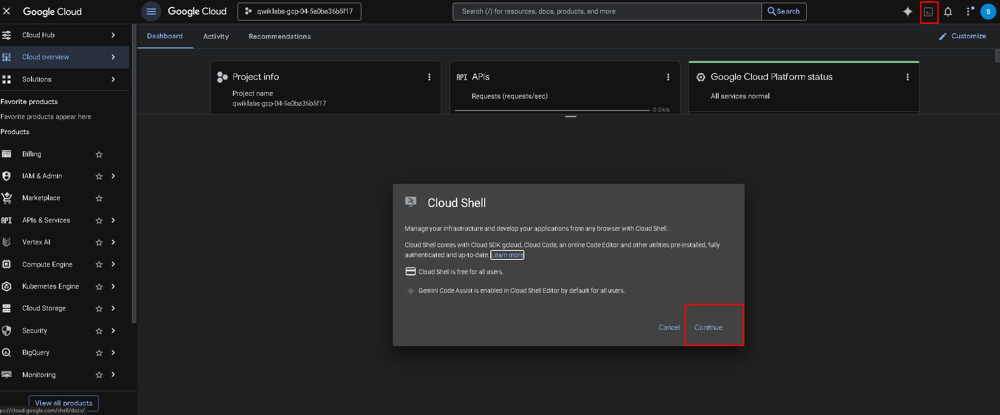 Google Cloud
Google Cloud
qwiklabs-gcp-04-5a0ba36b5f17
Search (/) for resources, docs, products, and more
Search
S
Cloud Hub
Cloud overview
Solutions
Favorite products
Favorite products appear here
Products
Billing
IAM & Admin
Marketplace
API
APIs & Services
Vertex AI
Compute Engine
Kubernetes Engine
Cloud Storage
Security
BigQuery
Monitoring
View all products
ps://cloud.google.com/shell/docs/
Dashboard
Activity
Recommendations
Customize
Project info
Project name
qwiklabs-gcp-04-5a0ba36b5f17
API
APIs
Requests (requests/sec)
0.04/s
Google Cloud Platform status
All services normal
Cloud Shell
Manage your infrastructure and develop your applications from any browser with Cloud Shell.
Cloud Shell comes with Cloud SDK gcloud, Cloud Code, an online Code Editor and other utilities pre-installed, fully
authenticated and up-to-date. Learn more
Cloud Shell is free for all users.
Gemini Code Assist is enabled in Cloud Shell Editor by default for all users.
Cancel
Continue